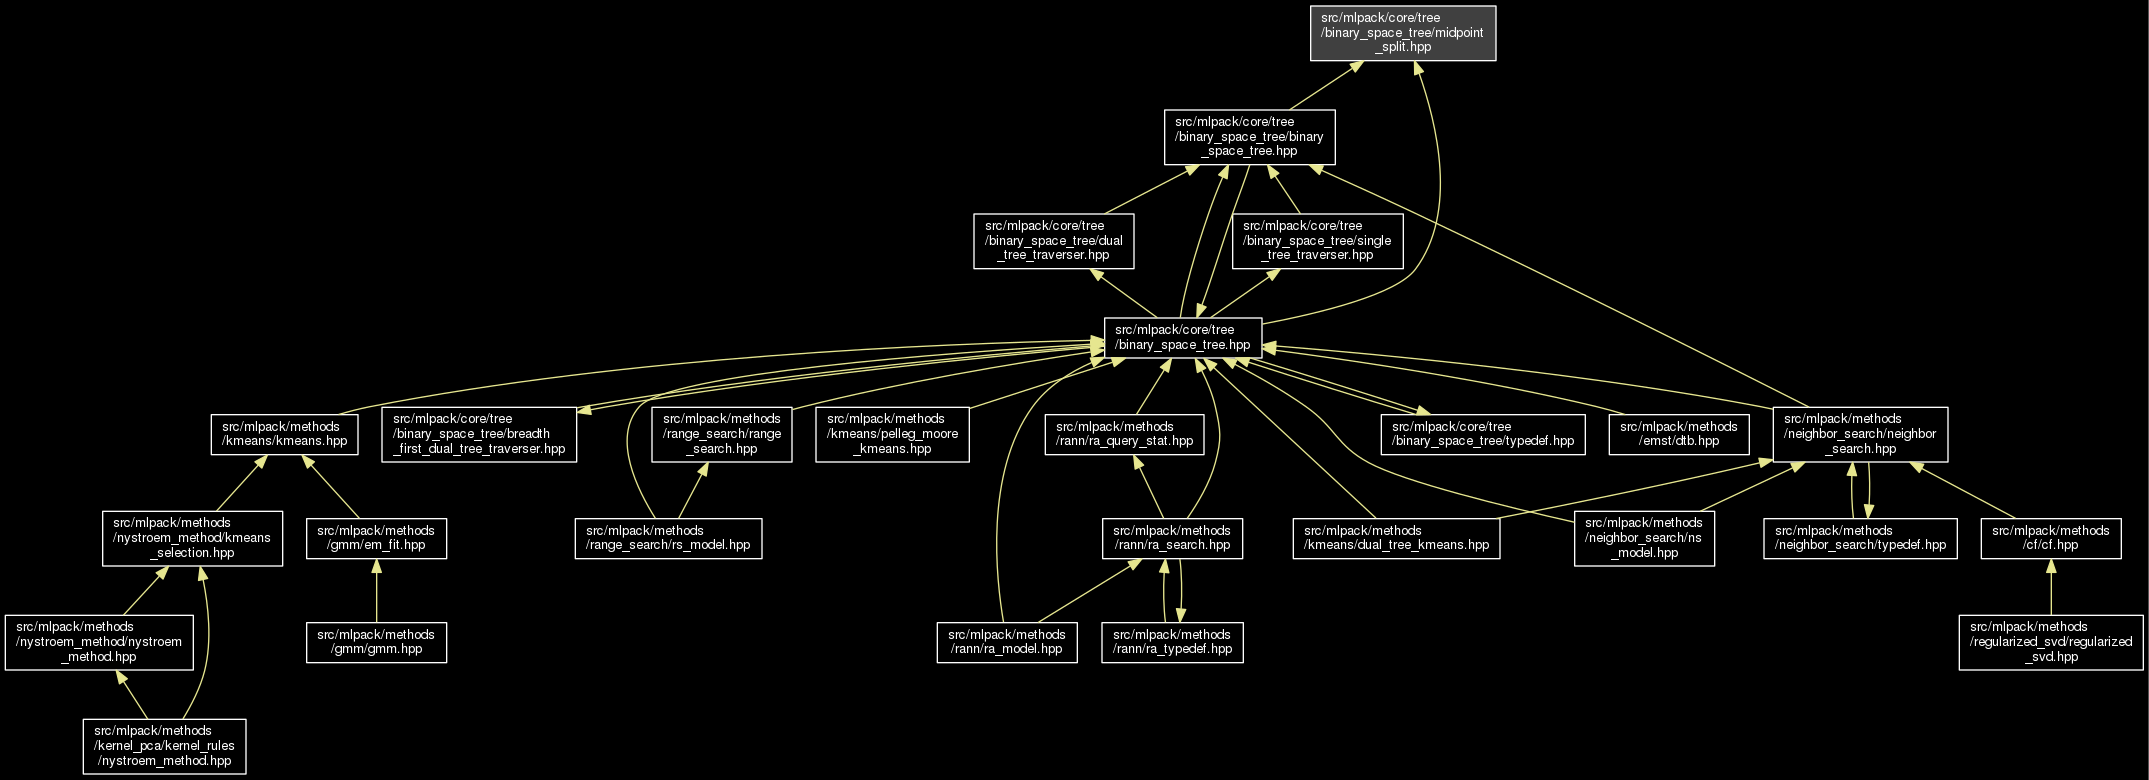 src/mlpack/core/tree
/binary_space_tree/midpoint
_split.hpp
src/mlpack/core/tree
/binary_space_tree/binary
_space_tree.hpp
src/mlpack/core/tree
/binary_space_tree/dual
_tree_traverser.hpp
src/mlpack/core/tree
/binary_space_tree/single
_tree_traverser.hpp
src/mlpack/core/tree
/binary_space_tree.hpp
src/mlpack/methods
/kmeans/kmeans.hpp
src/mlpack/core/tree
/binary_space_tree/breadth
_first_dual_tree_traverser.hpp
src/mlpack/methods
/range_search/range
_search.hpp
src/mlpack/methods
/kmeans/pelleg_moore
_kmeans.hpp
src/mlpack/methods
/rann/ra_query_stat.hpp
src/mlpack/core/tree
/binary_space_tree/typedef.hpp
src/mlpack/methods
/emst/dtb.hpp
src/mlpack/methods
/neighbor_search/neighbor
_search.hpp
src/mlpack/methods
/nystroem_method/kmeans
_selection.hpp
src/mlpack/methods
/gmm/em_fit.hpp
src/mlpack/methods
/range_search/rs_model.hpp
src/mlpack/methods
/rann/ra_search.hpp
src/mlpack/methods
/kmeans/dual_tree_kmeans.hpp
src/mlpack/methods
/neighbor_search/ns
_model.hpp
src/mlpack/methods
/neighbor_search/typedef.hpp
src/mlpack/methods
/cf/cf.hpp
src/mlpack/methods
/nystroem_method/nystroem
_method.hpp
src/mlpack/methods
/gmm/gmm.hpp
src/mlpack/methods
/rann/ra_model.hpp
src/mlpack/methods
/rann/ra_typedef.hpp
src/mlpack/methods
/regularized_svd/regularized
_svd.hpp
src/mlpack/methods
/kernel_pca/kernel_rules
/nystroem_method.hpp